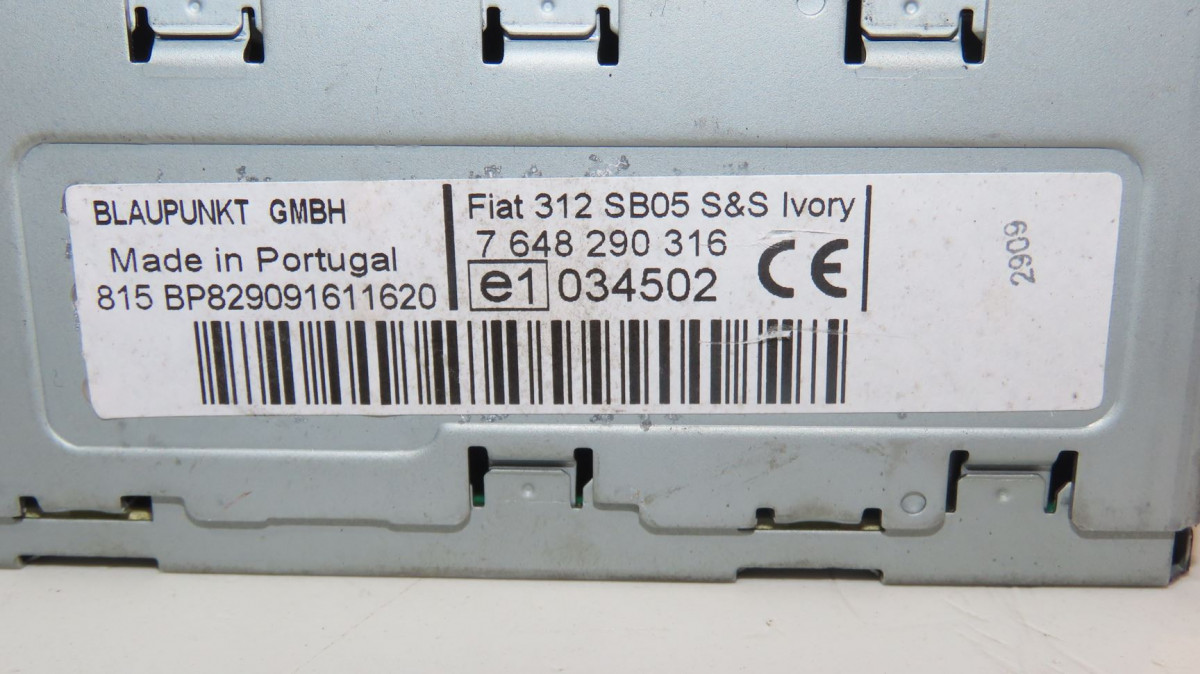 BLAUPUNKT GMBH
Made in Portugal
815 BP829091611620
Fiat 312 SB05 S&S Ivory
7 648 290 316
e1 034502 CE
2909